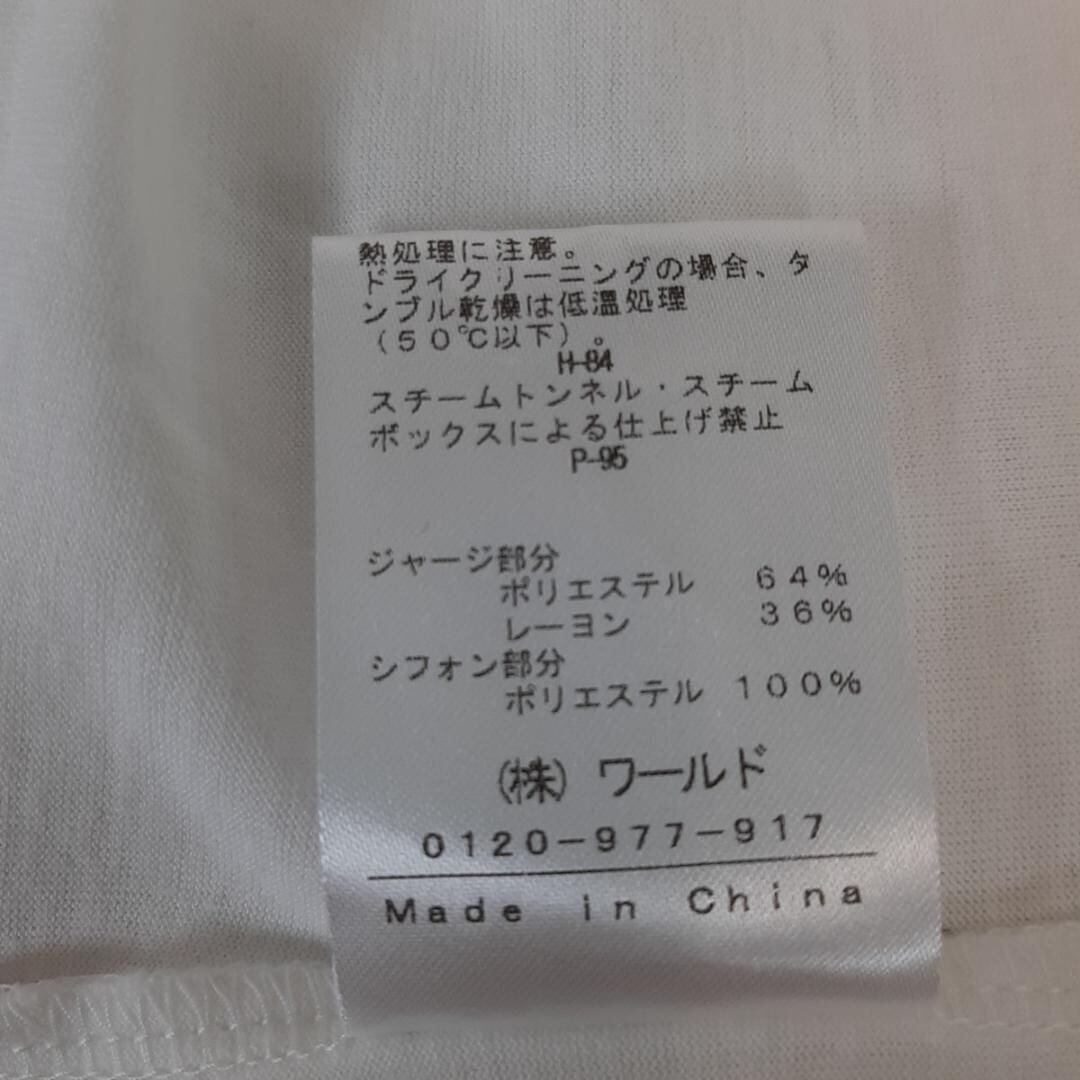 熱処理に注意。
ドライクリーニングの場合、タ
ンブル乾燥は低温処理
(50℃以下)。
H-84
スチームトンネル・スチーム
ボックスによる仕上げ禁止
P-95
ジャージ部分
ポリエステル 64%
レーヨン 36%
シフォン部分
ポリエステル 100%
(株) ワールド
0120-977-917
Made in China